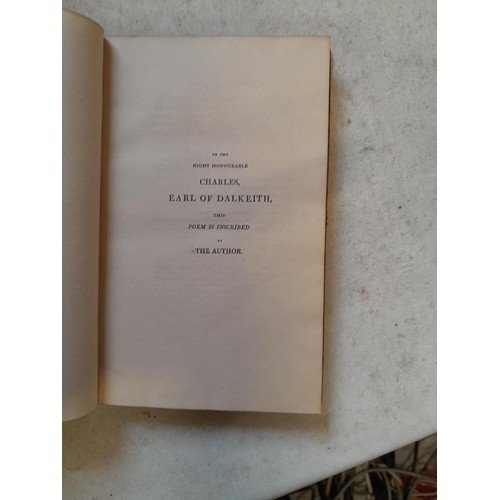 TO THE
RIGHT HONOURABLE
CHARLES,
EARL OF DALKEITH,
THIS
POEM IS INSCRIBED
BY
THE AUTHOR.